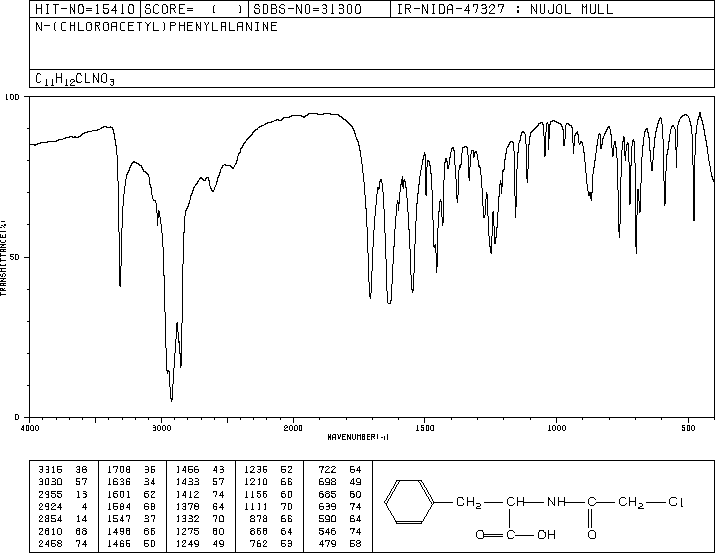 HIT-NO=15410 SCORE= ( ) SDBS-NO=31300 IR-NIDA-47327 : NUJOL MULL
N-(CHLOROACETYL)PHENYLALANINE
C11H12CLNO3
100
50
0
TRANSMITTANCE(%)
4000 3000 2000 1500 1000 500
WAVENUMBER(-1)
3315 38 1708 35 1456 43 1236 52 722 64
3030 57 1636 34 1433 57 1210 66 698 49
2955 13 1601 62 1412 74 1156 60 685 60
2924 4 1584 68 1378 64 1111 70 639 74
2854 14 1547 37 1332 70 878 66 590 64
2610 68 1498 66 1275 60 868 64 546 74
2458 74 1465 50 1249 49 762 53 479 58
CH2 CH NH C CH2 Cl
O C OH O